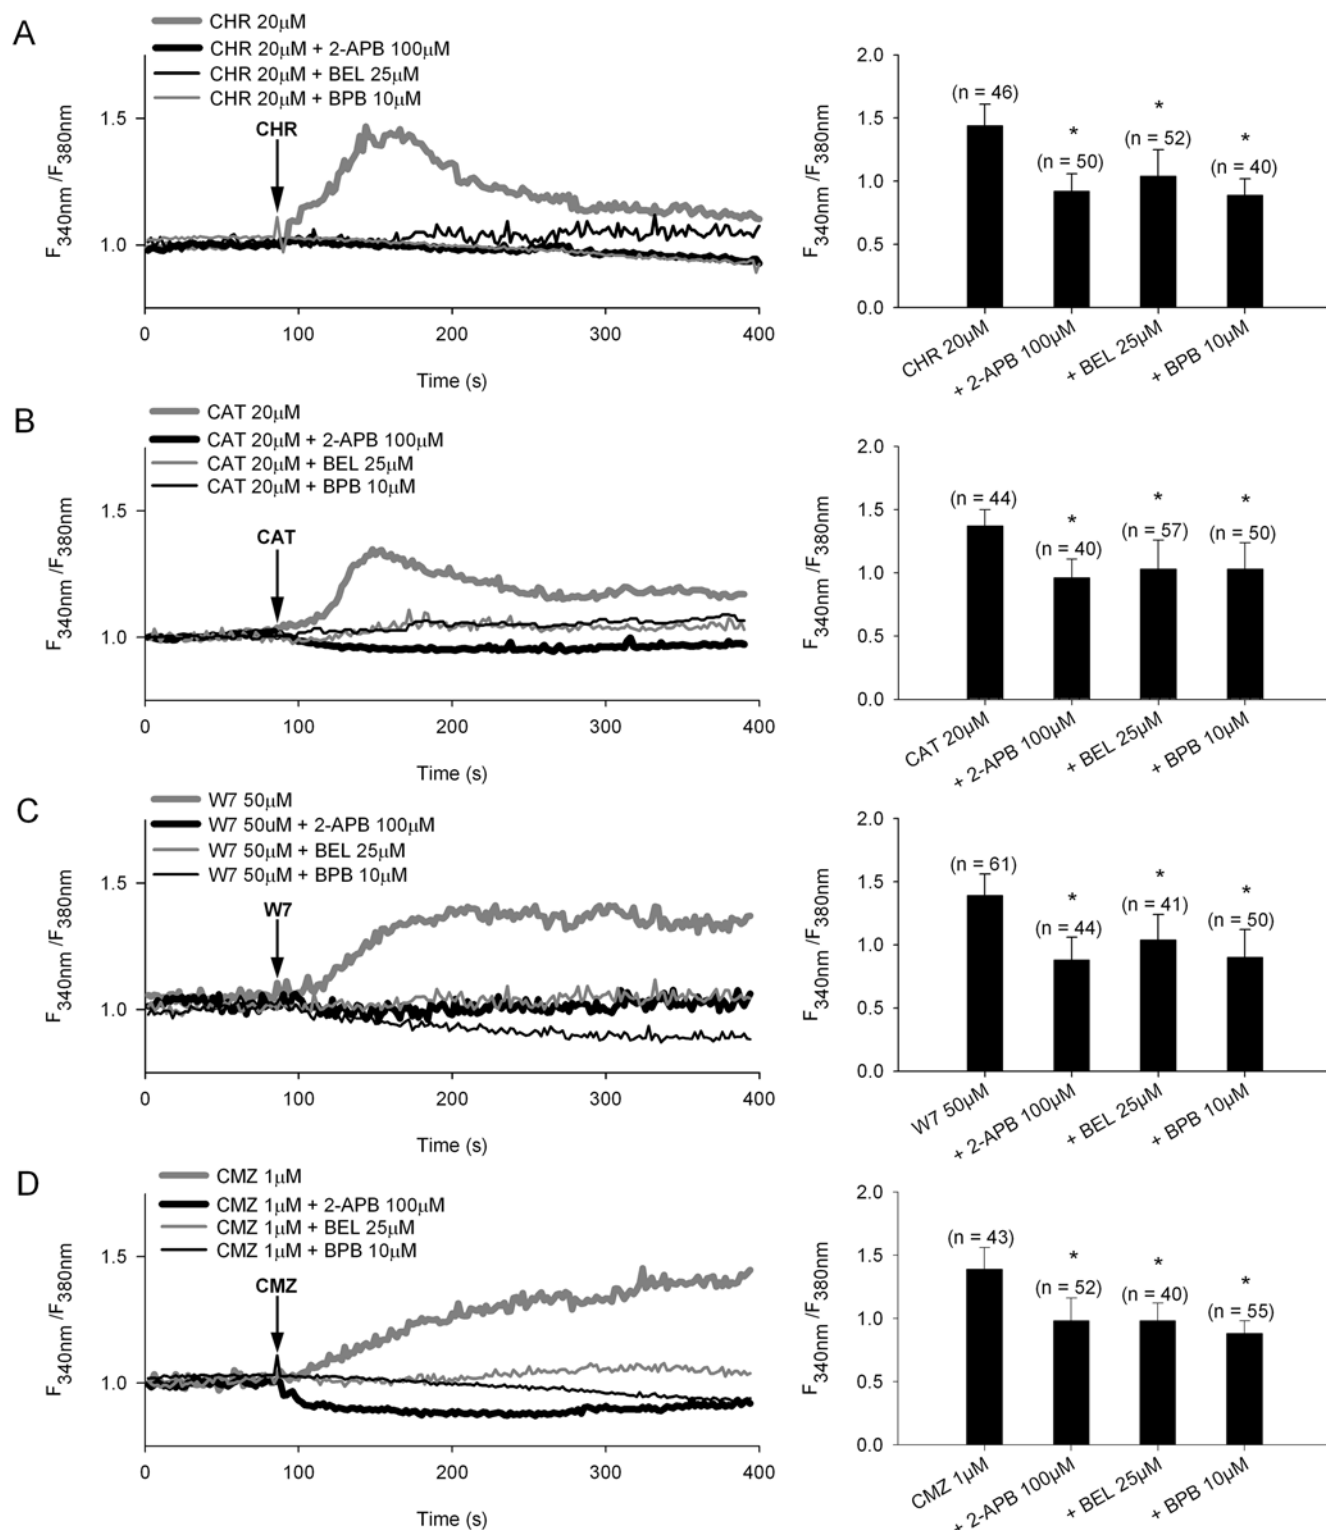 A
CHR 20μM
CHR 20μM + 2-APB 100μM
CHR 20μM + BEL 25μM
CHR 20μM + BPB 10μM
CHR
1.5
1.0
F340nm /F380nm
0 100 200 300 400
Time (s)
2.0
1.5
1.0
0.5
0.0
F340nm /F380nm
(n = 46)
*
(n = 50)
*
(n = 52)
*
(n = 40)
CHR 20μM
+ 2-APB 100μM
+ BEL 25μM
+ BPB 10μM
B
CAT 20μM
CAT 20μM + 2-APB 100μM
CAT 20μM + BEL 25μM
CAT 20μM + BPB 10μM
CAT
1.5
1.0
F340nm /F380nm
0 100 200 300 400
Time (s)
2.0
1.5
1.0
0.5
0.0
F340nm /F380nm
(n = 44)
*
(n = 40)
*
(n = 57)
*
(n = 50)
CAT 20μM
+ 2-APB 100μM
+ BEL 25μM
+ BPB 10μM
C
W7 50μM
W7 50uM + 2-APB 100μM
W7 50μM + BEL 25μM
W7 50μM + BPB 10μM
W7
1.5
1.0
F340nm /F380nm
0 100 200 300 400
Time (s)
2.0
1.5
1.0
0.5
0.0
F340nm /F380nm
(n = 61)
*
(n = 44)
*
(n = 41)
*
(n = 50)
W7 50μM
+ 2-APB 100μM
+ BEL 25μM
+ BPB 10μM
D
CMZ 1μM
CMZ 1μM + 2-APB 100μM
CMZ 1μM + BEL 25μM
CMZ 1μM + BPB 10μM
CMZ
1.5
1.0
F340nm /F380nm
0 100 200 300 400
Time (s)
2.0
1.5
1.0
0.5
0.0
F340nm /F380nm
(n = 43)
*
(n = 52)
*
(n = 40)
*
(n = 55)
CMZ 1μM
+ 2-APB 100μM
+ BEL 25μM
+ BPB 10μM